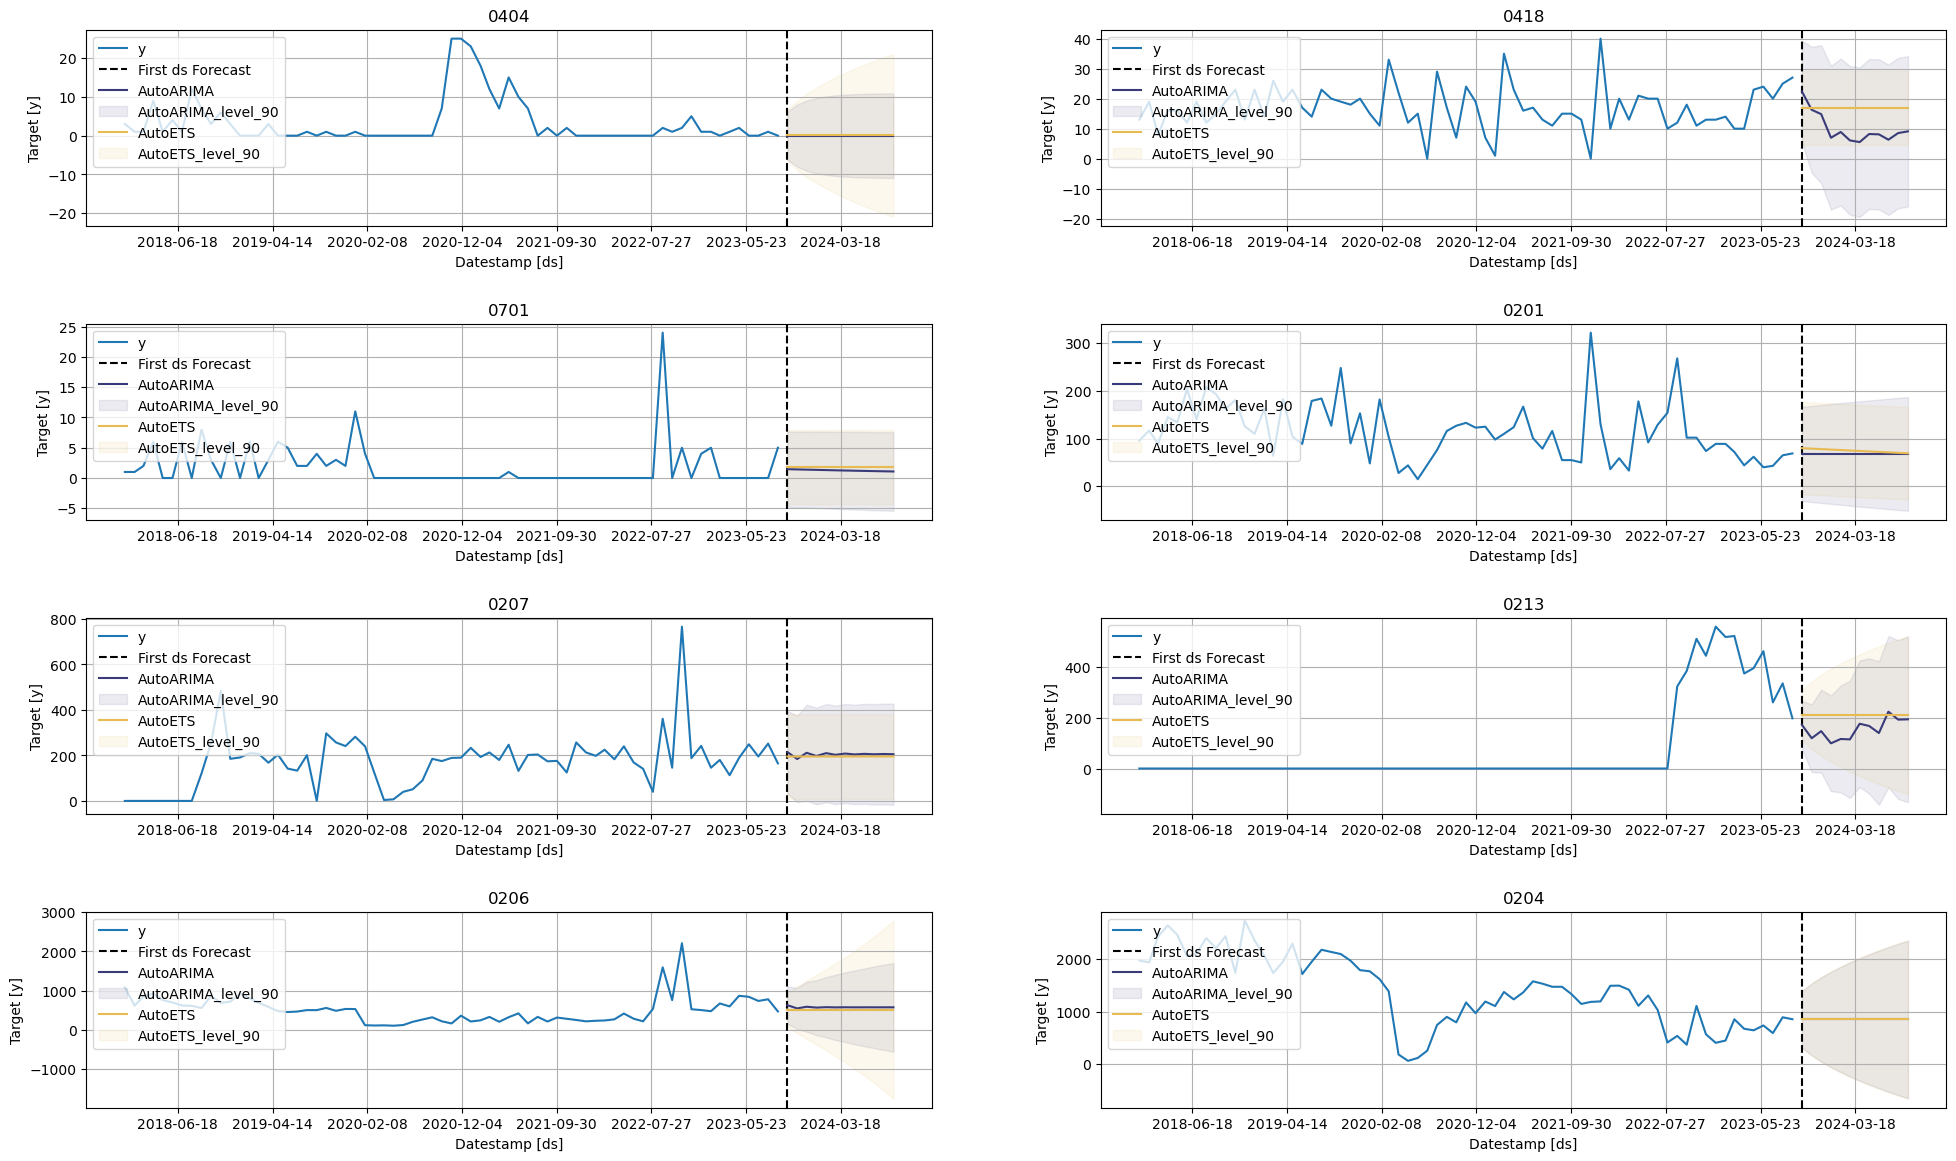 0404
Target [y]
20
10
0
−10
−20
y
First ds Forecast
AutoARIMA
AutoARIMA_level_90
AutoETS
AutoETS_level_90
2018-06-18 2019-04-14 2020-02-08 2020-12-04 2021-09-30 2022-07-27 2023-05-23 2024-03-18
Datestamp [ds]
0418
Target [y]
40
30
20
10
0
−10
−20
y
First ds Forecast
AutoARIMA
AutoARIMA_level_90
AutoETS
AutoETS_level_90
2018-06-18 2019-04-14 2020-02-08 2020-12-04 2021-09-30 2022-07-27 2023-05-23 2024-03-18
Datestamp [ds]
0701
Target [y]
25
20
15
10
5
0
−5
y
First ds Forecast
AutoARIMA
AutoARIMA_level_90
AutoETS
AutoETS_level_90
2018-06-18 2019-04-14 2020-02-08 2020-12-04 2021-09-30 2022-07-27 2023-05-23 2024-03-18
Datestamp [ds]
0201
Target [y]
300
200
100
0
y
First ds Forecast
AutoARIMA
AutoARIMA_level_90
AutoETS
AutoETS_level_90
2018-06-18 2019-04-14 2020-02-08 2020-12-04 2021-09-30 2022-07-27 2023-05-23 2024-03-18
Datestamp [ds]
0207
Target [y]
800
600
400
200
0
y
First ds Forecast
AutoARIMA
AutoARIMA_level_90
AutoETS
AutoETS_level_90
2018-06-18 2019-04-14 2020-02-08 2020-12-04 2021-09-30 2022-07-27 2023-05-23 2024-03-18
Datestamp [ds]
0213
Target [y]
400
200
0
y
First ds Forecast
AutoARIMA
AutoARIMA_level_90
AutoETS
AutoETS_level_90
2018-06-18 2019-04-14 2020-02-08 2020-12-04 2021-09-30 2022-07-27 2023-05-23 2024-03-18
Datestamp [ds]
0206
Target [y]
3000
2000
1000
0
−1000
y
First ds Forecast
AutoARIMA
AutoARIMA_level_90
AutoETS
AutoETS_level_90
2018-06-18 2019-04-14 2020-02-08 2020-12-04 2021-09-30 2022-07-27 2023-05-23 2024-03-18
Datestamp [ds]
0204
Target [y]
2000
1000
0
y
First ds Forecast
AutoARIMA
AutoARIMA_level_90
AutoETS
AutoETS_level_90
2018-06-18 2019-04-14 2020-02-08 2020-12-04 2021-09-30 2022-07-27 2023-05-23 2024-03-18
Datestamp [ds]